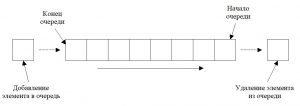 Конец
очереди
Начало
очереди
Добавление
элемента в очередь
Удаление элемента
из очереди